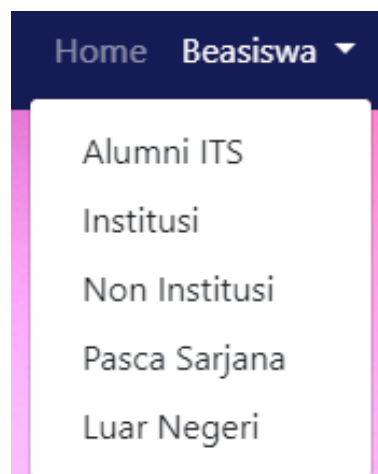 Home Beasiswa
Alumni ITS
Institusi
Non Institusi
Pasca Sarjana
Luar Negeri